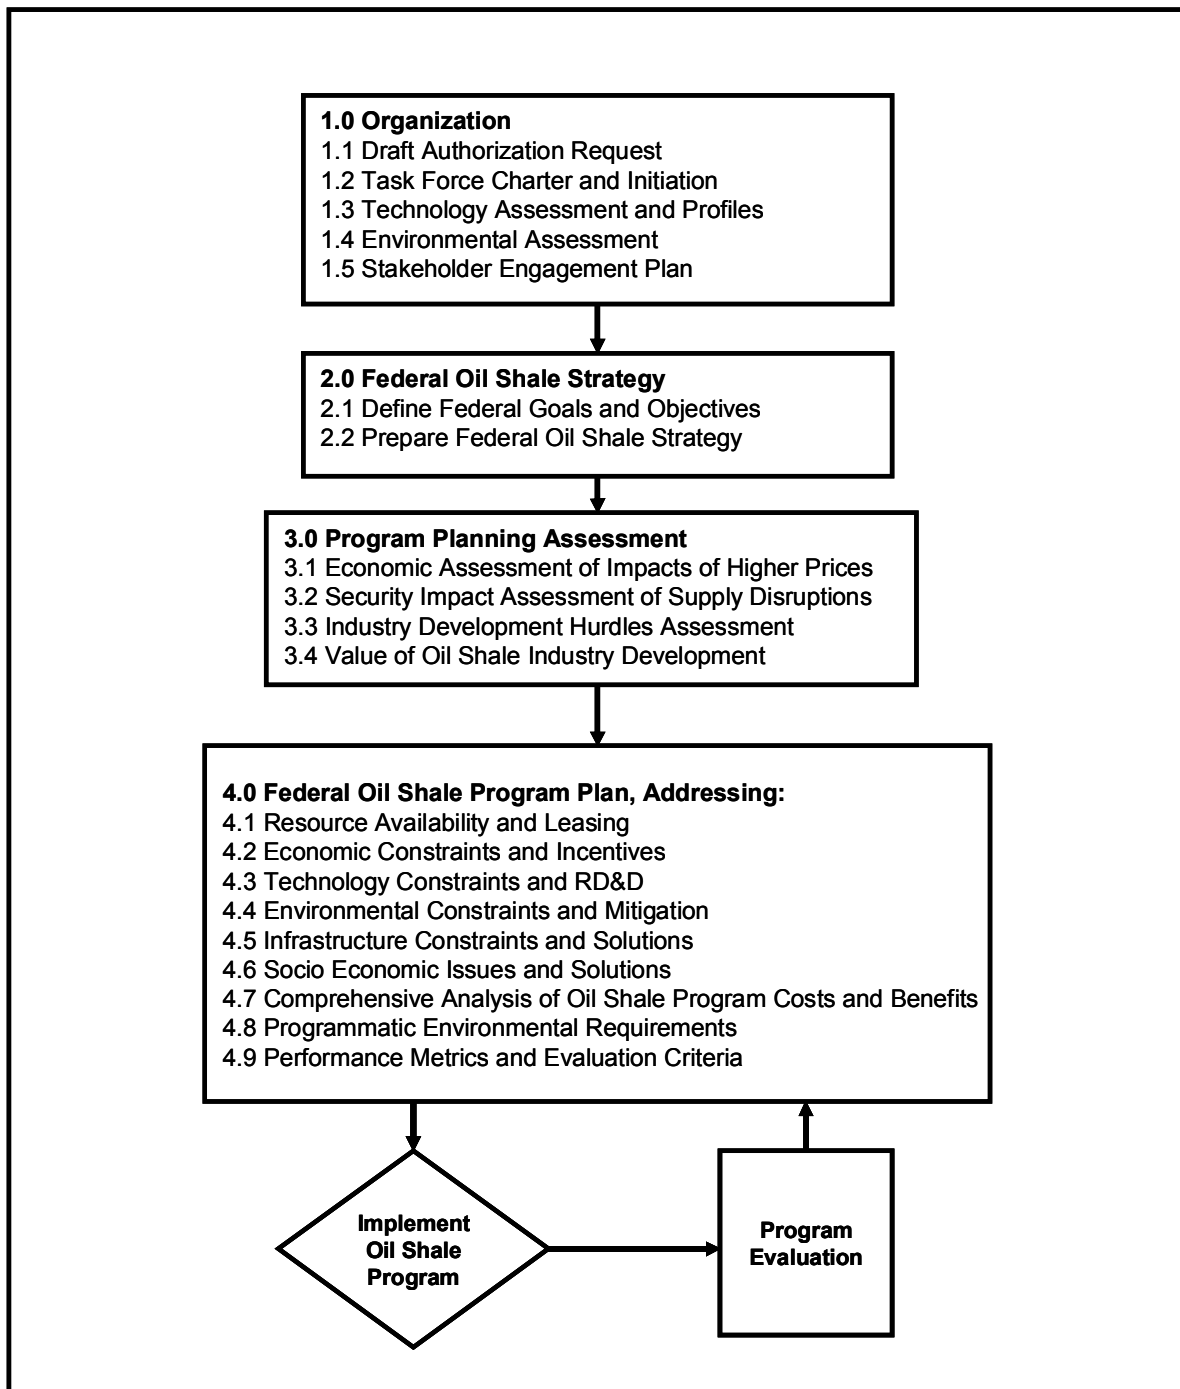 1.0 Organization
1.1 Draft Authorization Request
1.2 Task Force Charter and Initiation
1.3 Technology Assessment and Profiles
1.4 Environmental Assessment
1.5 Stakeholder Engagement Plan
2.0 Federal Oil Shale Strategy
2.1 Define Federal Goals and Objectives
2.2 Prepare Federal Oil Shale Strategy
3.0 Program Planning Assessment
3.1 Economic Assessment of Impacts of Higher Prices
3.2 Security Impact Assessment of Supply Disruptions
3.3 Industry Development Hurdles Assessment
3.4 Value of Oil Shale Industry Development
4.0 Federal Oil Shale Program Plan, Addressing:
4.1 Resource Availability and Leasing
4.2 Economic Constraints and Incentives
4.3 Technology Constraints and RD&D
4.4 Environmental Constraints and Mitigation
4.5 Infrastructure Constraints and Solutions
4.6 Socio Economic Issues and Solutions
4.7 Comprehensive Analysis of Oil Shale Program Costs and Benefits
4.8 Programmatic Environmental Requirements
4.9 Performance Metrics and Evaluation Criteria
Implement
Oil Shale
Program
Program
Evaluation